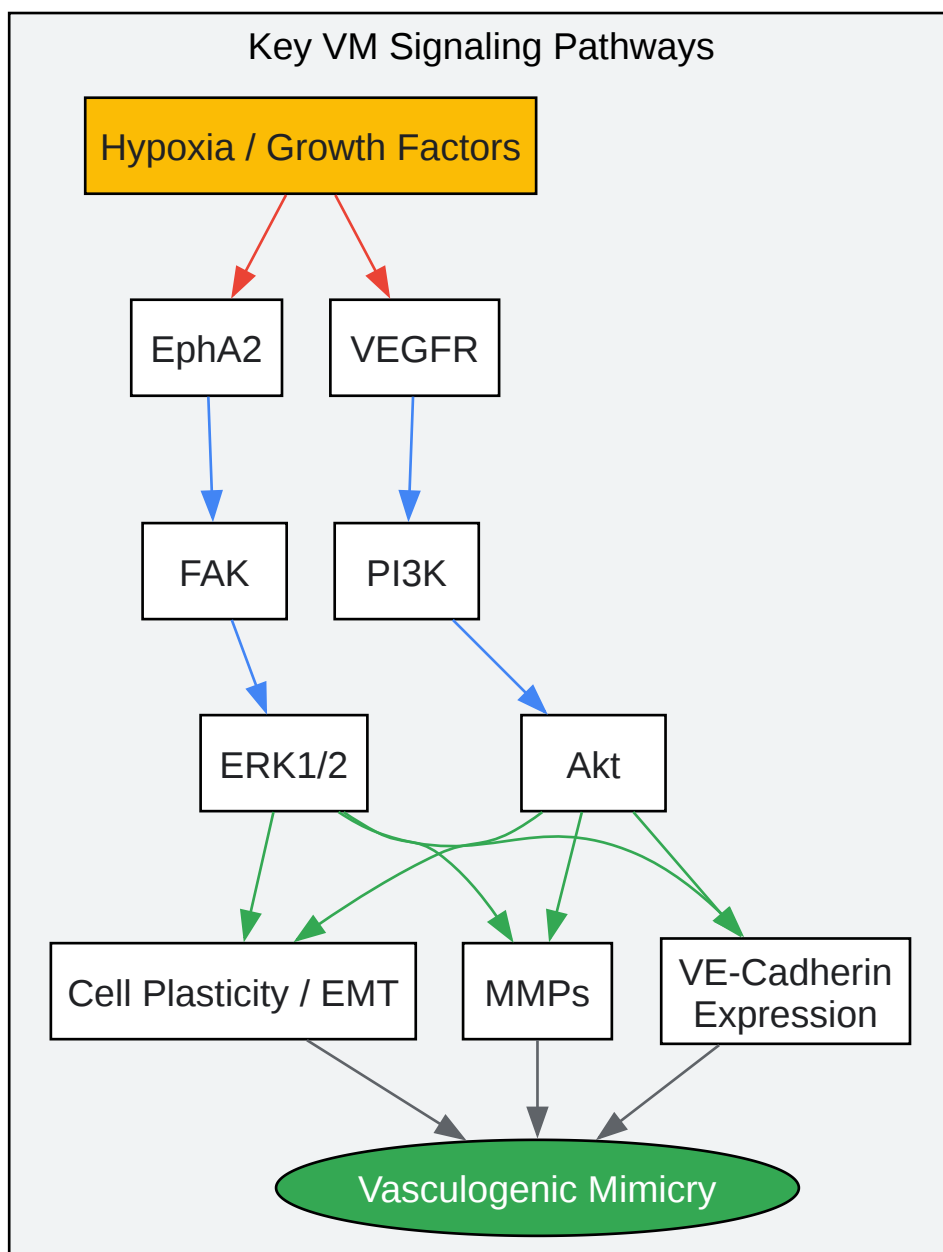 Key VM Signaling Pathways
Hypoxia / Growth Factors
EphA2
VEGFR
FAK
PI3K
ERK1/2
Akt
Cell Plasticity / EMT
MMPs
VE-Cadherin
Expression
Vasculogenic Mimicry